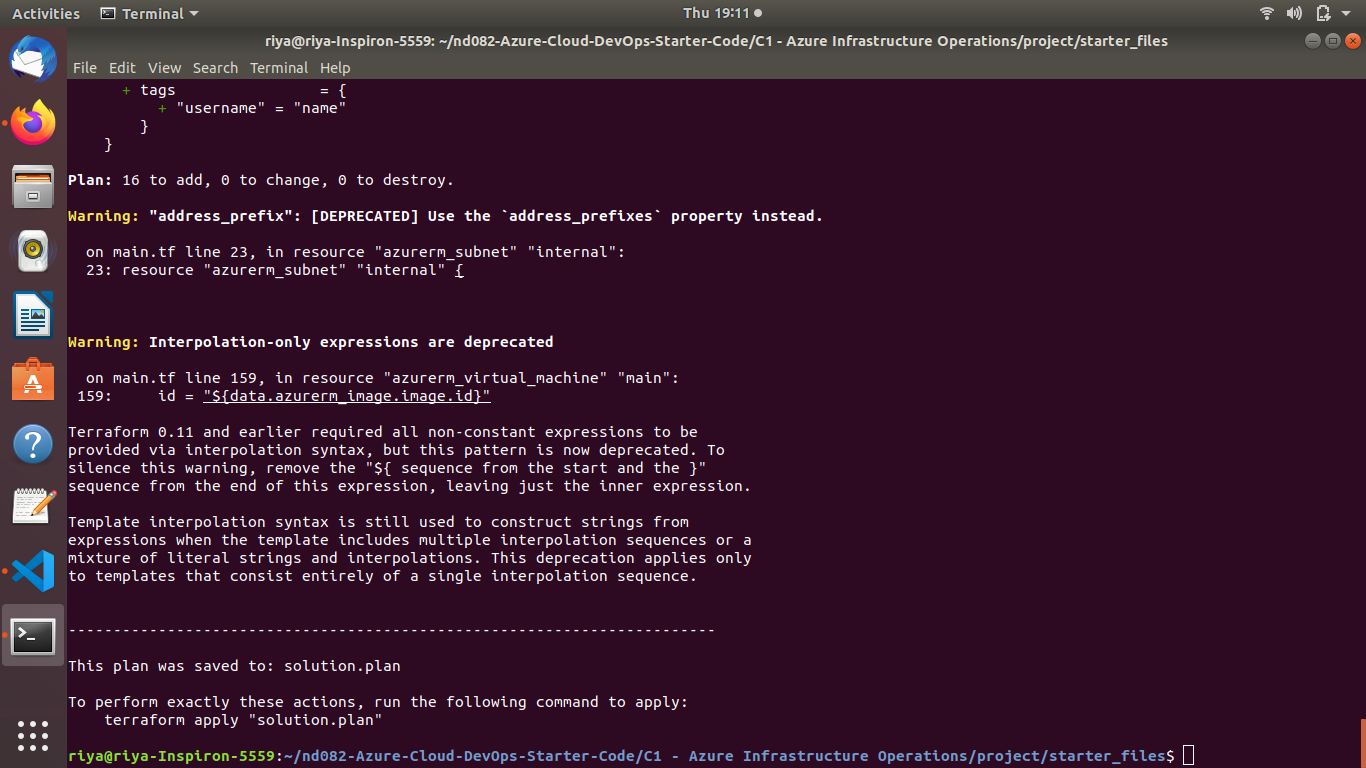 Activities Terminal Thu 19:11
riya@riya-Inspiron-5559: ~/nd082-Azure-Cloud-DevOps-Starter-Code/C1 - Azure Infrastructure Operations/project/starter_files
File Edit View Search Terminal Help
+ tags = {
+ "username" = "name"
}
}
Plan: 16 to add, 0 to change, 0 to destroy.
Warning: "address_prefix": [DEPRECATED] Use the `address_prefixes` property instead.
on main.tf line 23, in resource "azurerm_subnet" "internal":
23: resource "azurerm_subnet" "internal" {
Warning: Interpolation-only expressions are deprecated
on main.tf line 159, in resource "azurerm_virtual_machine" "main":
159: id = "${data.azurerm_image.image.id}"
Terraform 0.11 and earlier required all non-constant expressions to be
provided via interpolation syntax, but this pattern is now deprecated. To
silence this warning, remove the "${ sequence from the start and the }"
sequence from the end of this expression, leaving just the inner expression.
Template interpolation syntax is still used to construct strings from
expressions when the template includes multiple interpolation sequences or a
mixture of literal strings and interpolations. This deprecation applies only
to templates that consist entirely of a single interpolation sequence.
------------------------------------------------------------------------
This plan was saved to: solution.plan
To perform exactly these actions, run the following command to apply:
terraform apply "solution.plan"
riya@riya-Inspiron-5559:~/nd082-Azure-Cloud-DevOps-Starter-Code/C1 - Azure Infrastructure Operations/project/starter_files$